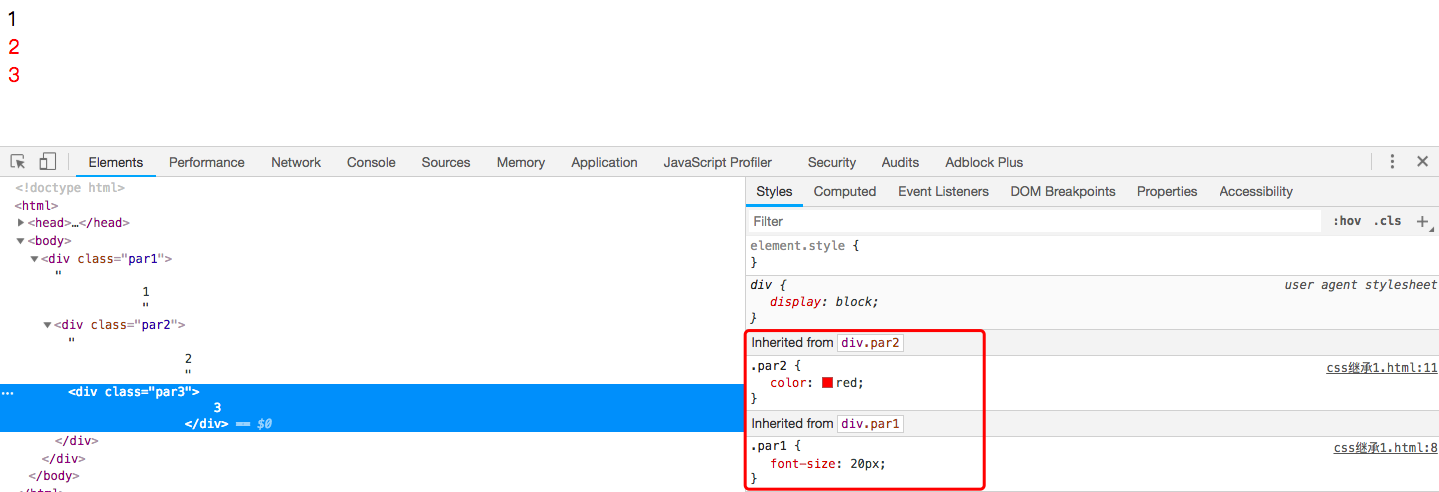 1
2
3
Elements Performance Network Console Sources Memory Application JavaScript Profiler Security Audits Adblock Plus
<!doctype html>
<html>
<head>…</head>
<body>
<div class="par1">
"
1
"
<div class="par2">
"
2
"
… <div class="par3">
3
</div> == $0
</div>
</div>
</body>
</html>
Styles Computed Event Listeners DOM Breakpoints Properties Accessibility
Filter :hov .cls +
element.style {
}
div { user agent stylesheet
display: block;
}
Inherited from div.par2
.par2 { css继承1.html:11
color: red;
}
Inherited from div.par1
.par1 { css继承1.html:8
font-size: 20px;
}